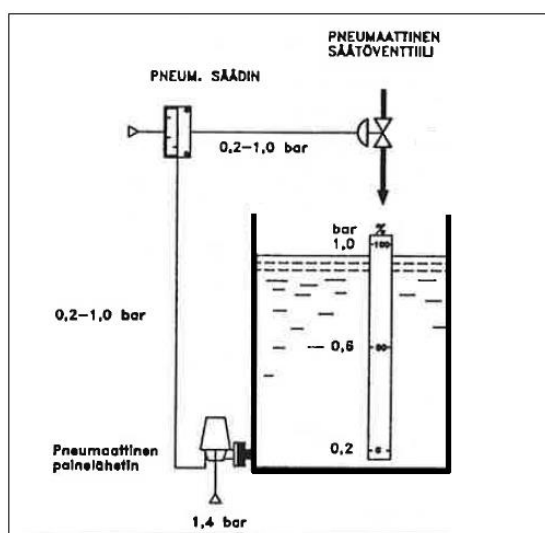 PNEUMAATTINEN
SÄÄTÖVENTTIILI
PNEUM. SÄÄDIN
0,2-1,0 bar
bar %
1,0 100
0,2-1,0 bar
0,6 50
0,2 0
Pneumaattinen
painelähetin
1,4 bar